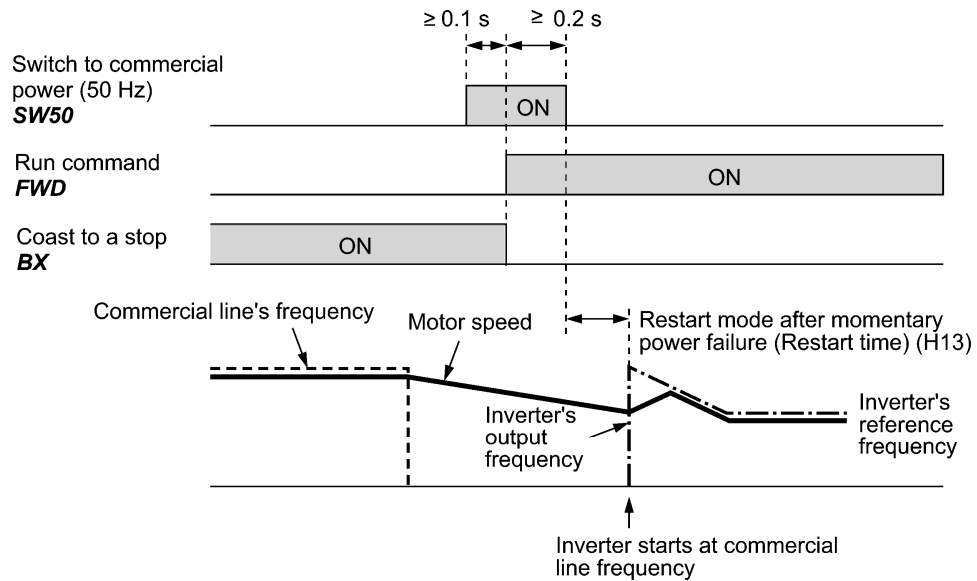 ≥ 0.1 s
≥ 0.2 s
Switch to commercial
power (50 Hz)
SW50
ON
Run command
FWD
ON
Coast to a stop
BX
ON
Commercial line's frequency
Motor speed
Restart mode after momentary
power failure (Restart time) (H13)
Inverter's
output
frequency
Inverter's
reference
frequency
Inverter starts at commercial
line frequency